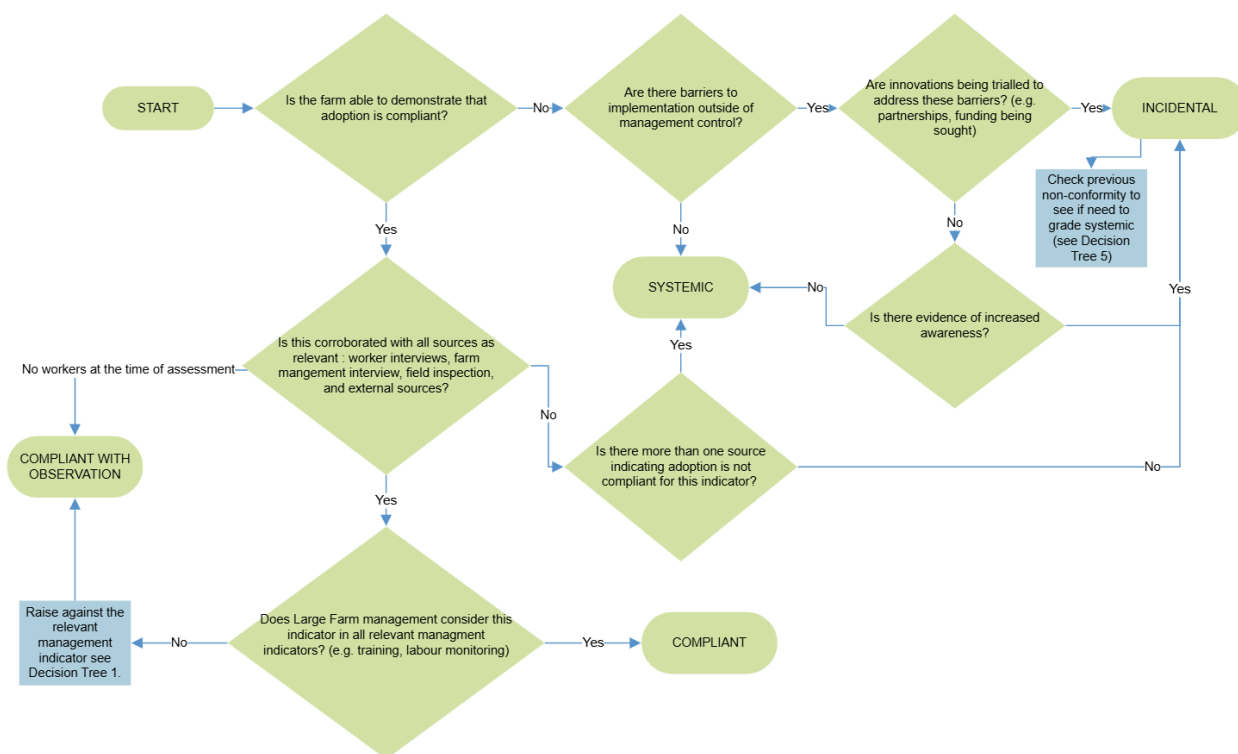 START
Is the farm able to demonstrate that
adoption is compliant?
No
Are there barriers to
implementation outside of
management control?
Yes
Are innovations being trialled to
address these barriers? (e.g.
partnerships, funding being
sought)
Yes
INCIDENTAL
Check previous
non-conformity to
see if need to
grade systemic
(see Decision
Tree 5)
Yes
No
No
SYSTEMIC
No
Is there evidence of increased
awareness?
Yes
Is this corroborated with all sources as
relevant : worker interviews, farm
mangement interview, field inspection,
and external sources?
No workers at the time of assessment
Yes
No
COMPLIANT WITH
OBSERVATION
Is there more than one source
indicating adoption is not
compliant for this indicator?
No
Yes
Raise against the
relevant
management
indicator see
Decision Tree 1.
No
Does Large Farm management consider this
indicator in all relevant managment
indicators? (e.g. training, labour monitoring)
Yes
COMPLIANT